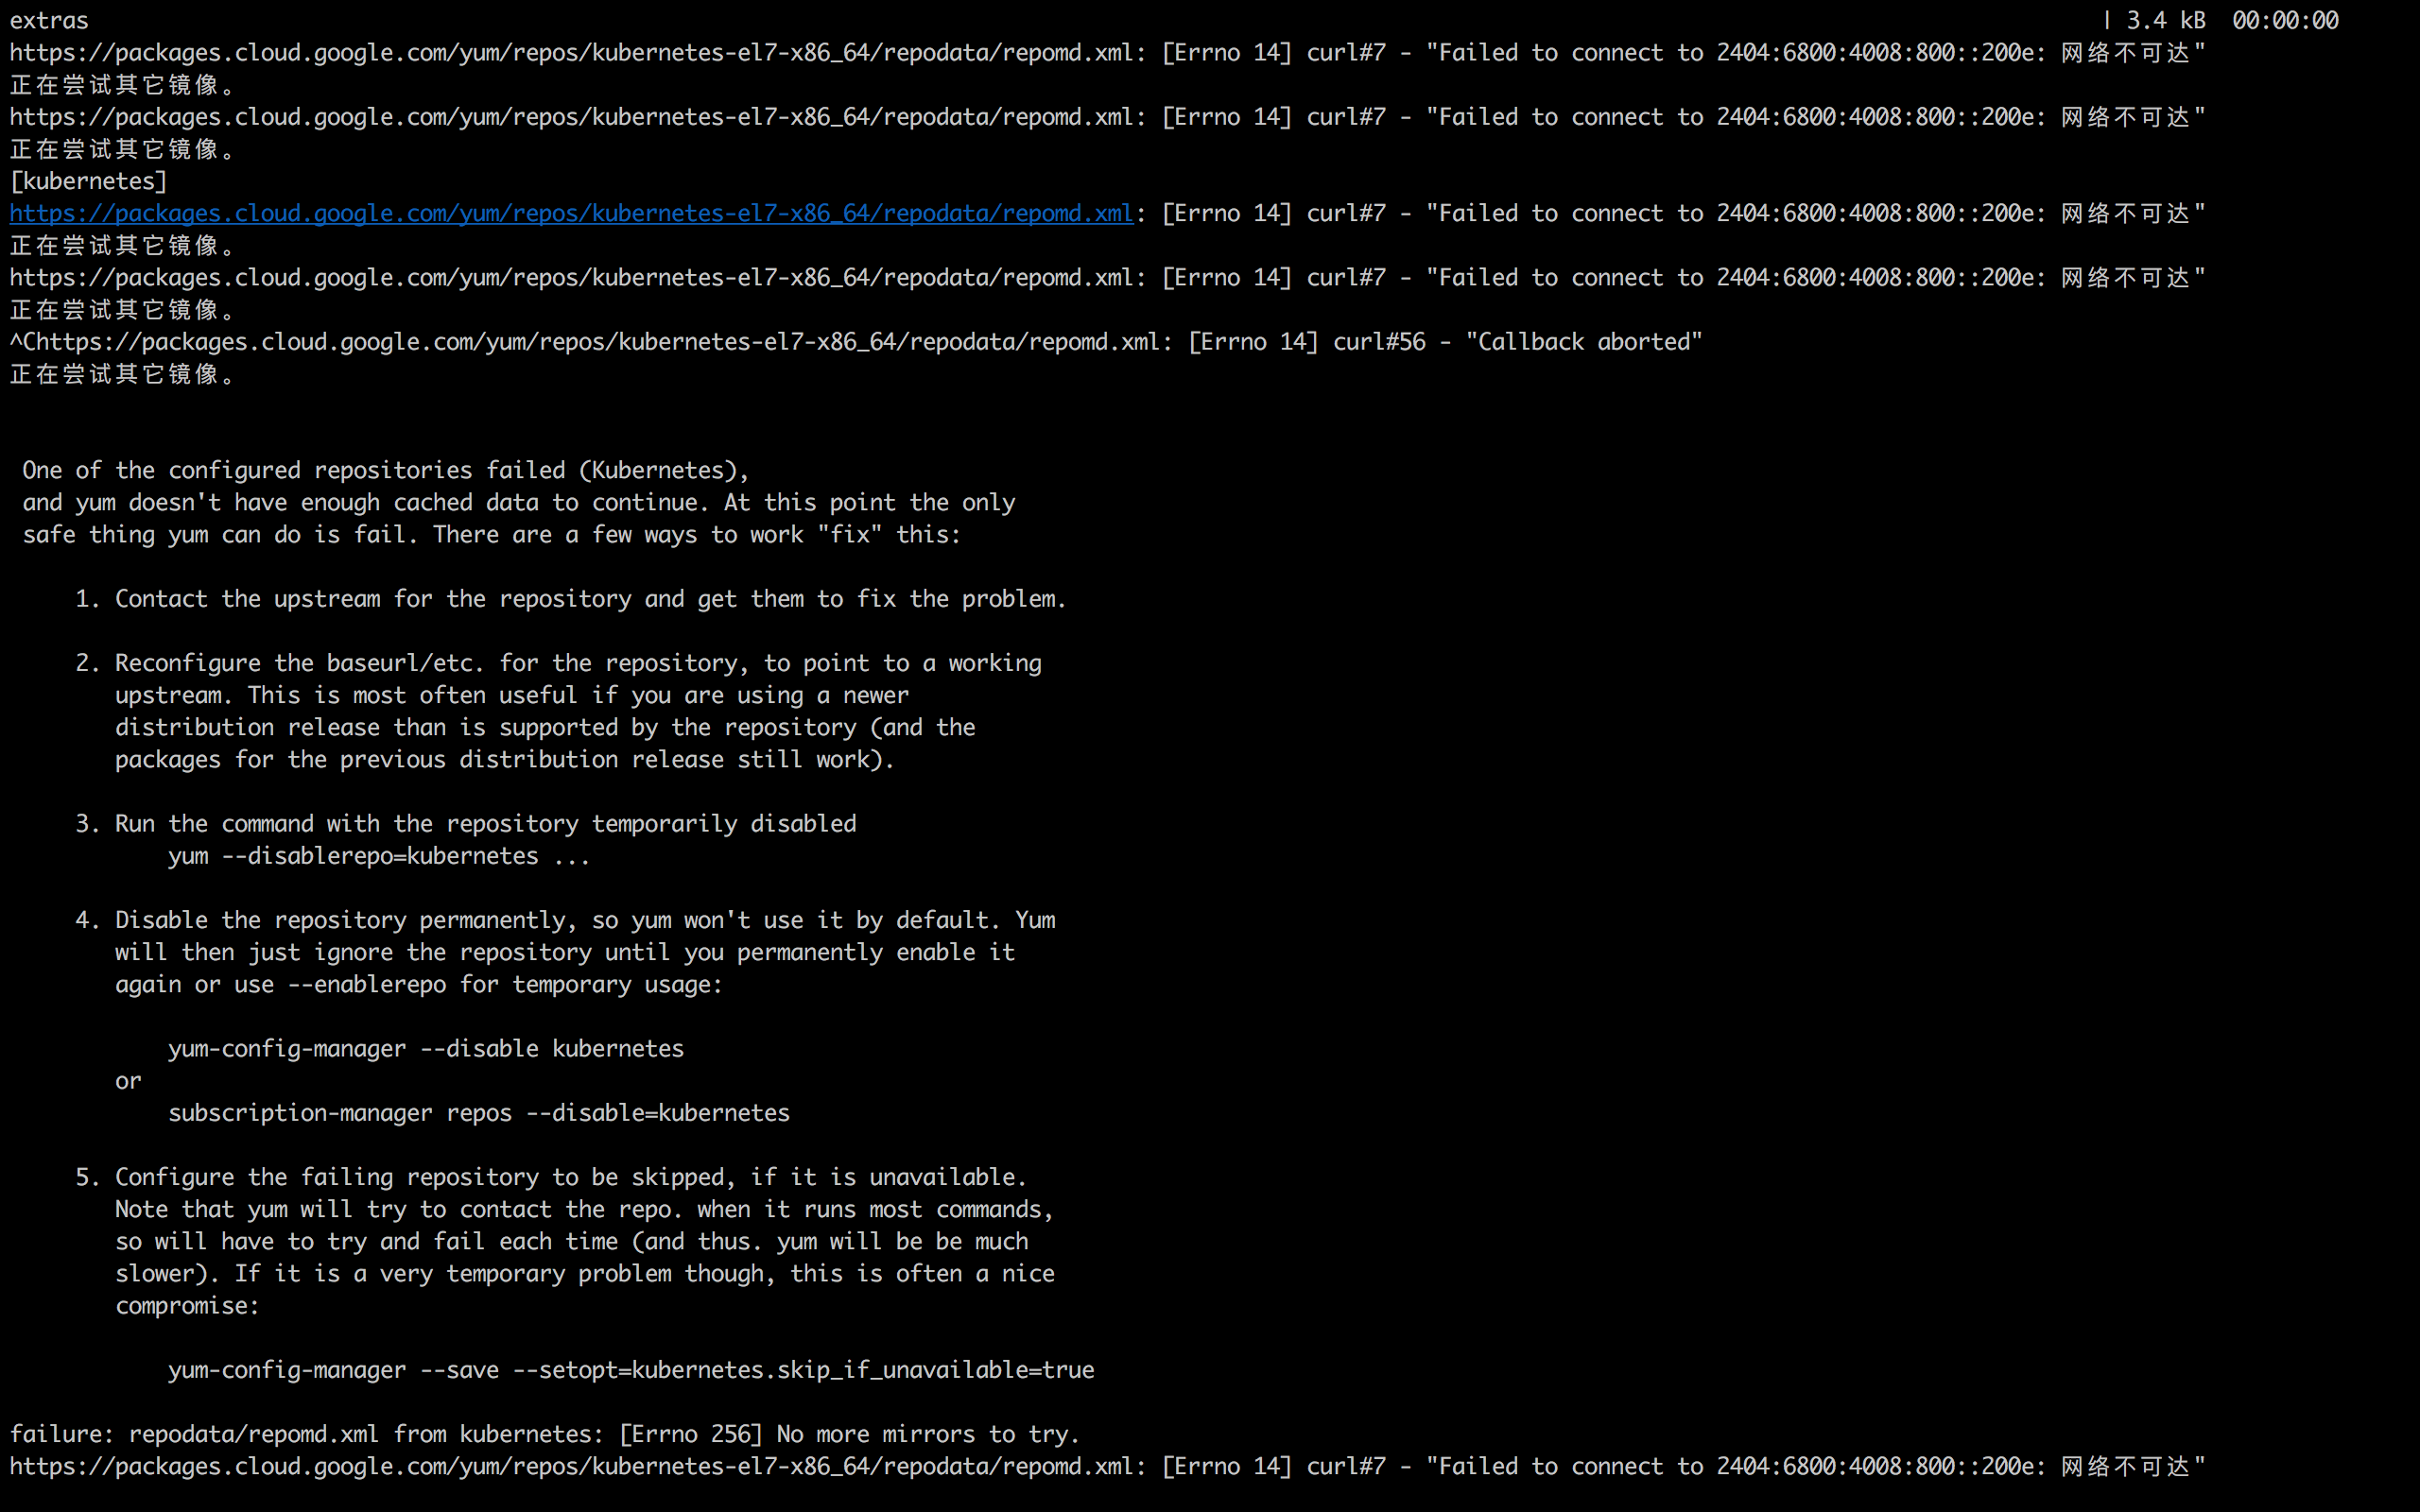 extras | 3.4 kB 00:00:00
https://packages.cloud.google.com/yum/repos/kubernetes-el7-x86_64/repodata/repomd.xml: [Errno 14] curl#7 - "Failed to connect to 2404:6800:4008:800::200e: 网络不可达"
正在尝试其它镜像。
https://packages.cloud.google.com/yum/repos/kubernetes-el7-x86_64/repodata/repomd.xml: [Errno 14] curl#7 - "Failed to connect to 2404:6800:4008:800::200e: 网络不可达"
正在尝试其它镜像。
[kubernetes]
https://packages.cloud.google.com/yum/repos/kubernetes-el7-x86_64/repodata/repomd.xml: [Errno 14] curl#7 - "Failed to connect to 2404:6800:4008:800::200e: 网络不可达"
正在尝试其它镜像。
https://packages.cloud.google.com/yum/repos/kubernetes-el7-x86_64/repodata/repomd.xml: [Errno 14] curl#7 - "Failed to connect to 2404:6800:4008:800::200e: 网络不可达"
正在尝试其它镜像。
^Chttps://packages.cloud.google.com/yum/repos/kubernetes-el7-x86_64/repodata/repomd.xml: [Errno 14] curl#56 - "Callback aborted"
正在尝试其它镜像。
One of the configured repositories failed (Kubernetes),
and yum doesn't have enough cached data to continue. At this point the only
safe thing yum can do is fail. There are a few ways to work "fix" this:
1. Contact the upstream for the repository and get them to fix the problem.
2. Reconfigure the baseurl/etc. for the repository, to point to a working
upstream. This is most often useful if you are using a newer
distribution release than is supported by the repository (and the
packages for the previous distribution release still work).
3. Run the command with the repository temporarily disabled
yum --disablerepo=kubernetes ...
4. Disable the repository permanently, so yum won't use it by default. Yum
will then just ignore the repository until you permanently enable it
again or use --enablerepo for temporary usage:
yum-config-manager --disable kubernetes
or
subscription-manager repos --disable=kubernetes
5. Configure the failing repository to be skipped, if it is unavailable.
Note that yum will try to contact the repo. when it runs most commands,
so will have to try and fail each time (and thus. yum will be be much
slower). If it is a very temporary problem though, this is often a nice
compromise:
yum-config-manager --save --setopt=kubernetes.skip_if_unavailable=true
failure: repodata/repomd.xml from kubernetes: [Errno 256] No more mirrors to try.
https://packages.cloud.google.com/yum/repos/kubernetes-el7-x86_64/repodata/repomd.xml: [Errno 14] curl#7 - "Failed to connect to 2404:6800:4008:800::200e: 网络不可达"